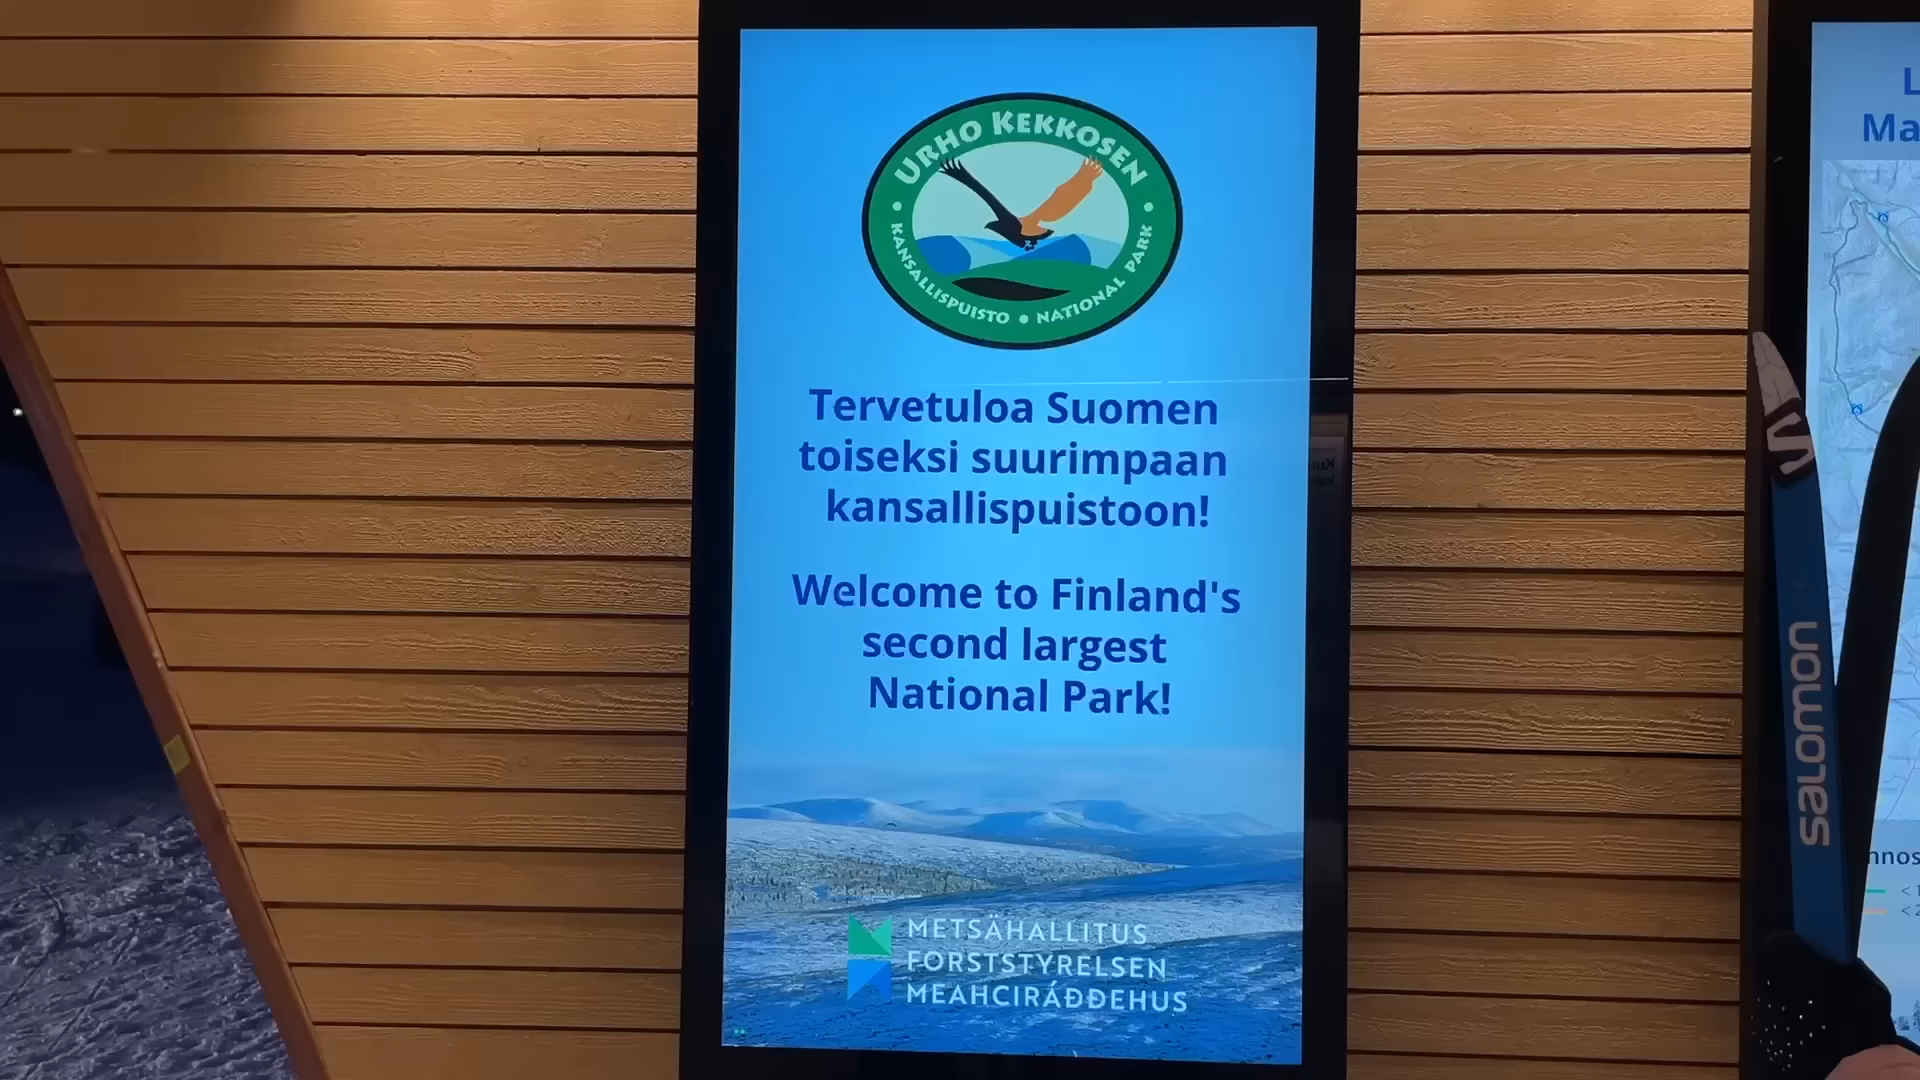 URHO KEKKOSEN
KANSALLISPUISTO • NATIONAL PARK
Tervetuloa Suomen
toiseksi suurimpaan
kansallispuistoon!
Welcome to Finland's
second largest
National Park!
METSÄHALLITUS
FORSTSTYRELSEN
MEAHCIRÁĐĐEHUS
salomon